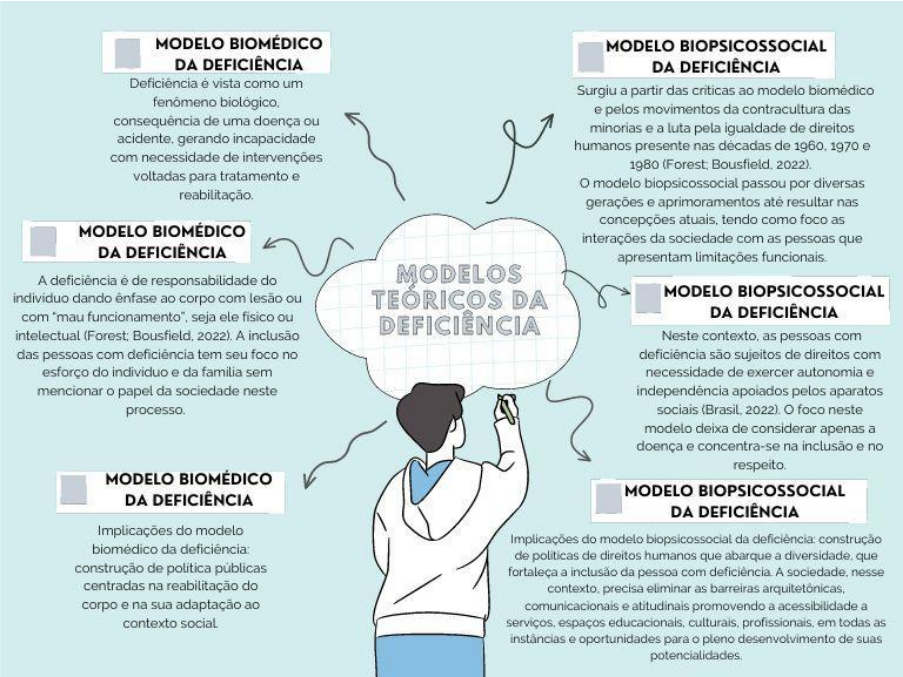 MODELO BIOMÉDICO
DA DEFICIÊNCIA
Deficiência é vista como um
fenômeno biológico,
consequência de uma doença ou
acidente, gerando incapacidade
com necessidade de intervenções
voltadas para tratamento e
reabilitação.
MODELO BIOMÉDICO
DA DEFICIÊNCIA
A deficiência é de responsabilidade do
indivíduo dando ênfase ao corpo com lesão ou
com "mau funcionamento", seja ele físico ou
intelectual (Forest; Bousfield, 2022). A inclusão
das pessoas com deficiência tem seu foco no
esforço do indivíduo e da família sem
mencionar o papel da sociedade neste
processo.
MODELO BIOMÉDICO
DA DEFICIÊNCIA
Implicações do modelo
biomédico da deficiência:
construção de política públicas
centradas na reabilitação do
corpo e na sua adaptação ao
contexto social.
MODELOS
TEÓRICOS DA
DEFICIÊNCIA
MODELO BIOPSICOSSOCIAL
DA DEFICIÊNCIA
Surgiu a partir das críticas ao modelo biomédico
e pelos movimentos da contracultura das
minorias e a luta pela igualdade de direitos
humanos presente nas décadas de 1960, 1970 e
1980 (Forest; Bousfield, 2022).
O modelo biopsicossocial passou por diversas
gerações e aprimoramentos até resultar nas
concepções atuais, tendo como foco as
interações da sociedade com as pessoas que
apresentam limitações funcionais.
MODELO BIOPSICOSSOCIAL
DA DEFICIÊNCIA
Neste contexto, as pessoas com
deficiência são sujeitos de direitos com
necessidade de exercer autonomia e
independência apoiados pelos aparatos
sociais (Brasil, 2022). O foco neste
modelo deixa de considerar apenas a
doença e concentra-se na inclusão e no
respeito.
MODELO BIOPSICOSSOCIAL
DA DEFICIÊNCIA
Implicações do modelo biopsicossocial da deficiência: construção
de políticas de direitos humanos que abarque a diversidade, que
fortaleça a inclusão da pessoa com deficiência. A sociedade, nesse
contexto, precisa eliminar as barreiras arquitetônicas,
comunicacionais e atitudinais promovendo a acessibilidade a
serviços, espaços educacionais, culturais, profissionais, em todas as
instâncias e oportunidades para o pleno desenvolvimento de suas
potencialidades.